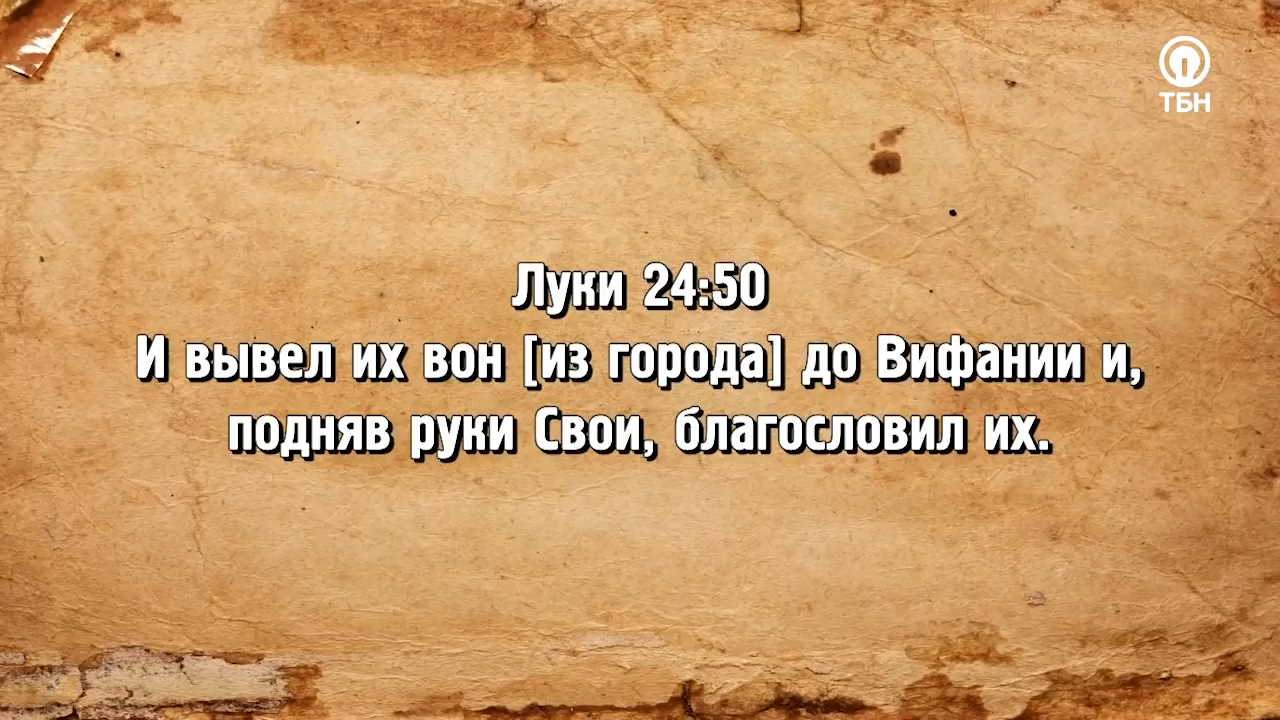 ТБН
Луки 24:50
И вывел их вон [из города] до Вифании и,
подняв руки Свои, благословил их.